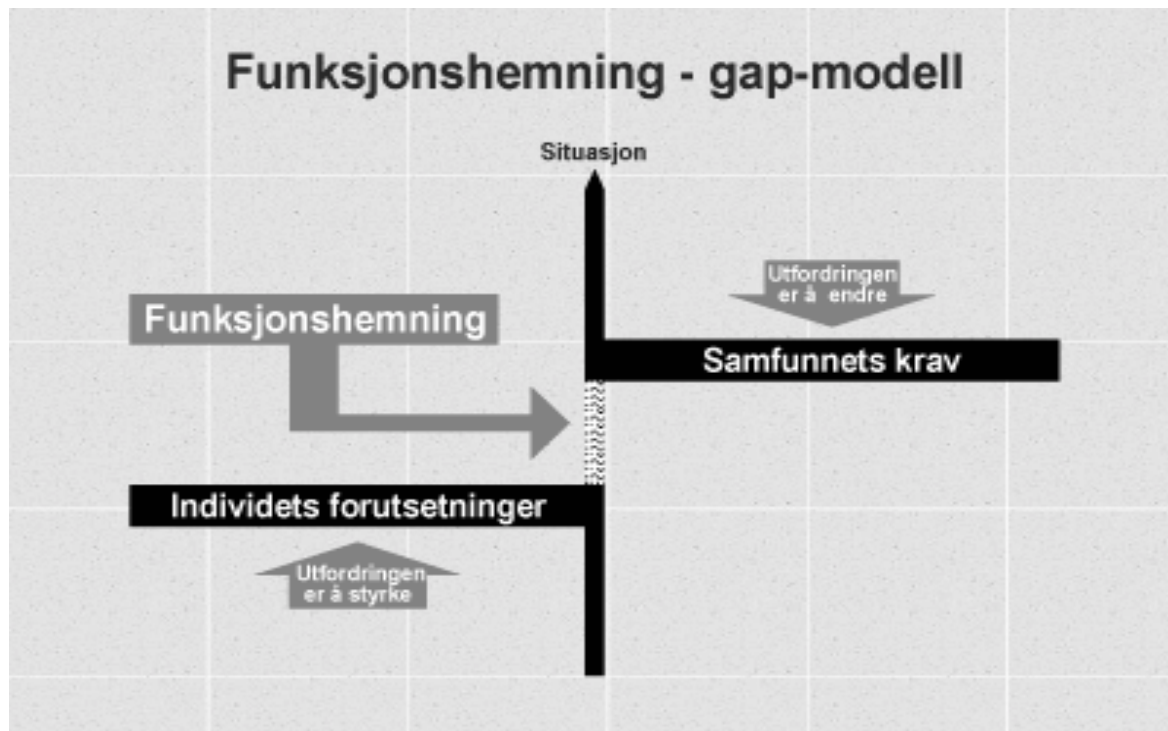 Funksjonshemning - gap-modell
Situasjon
Utfordringen
er å endre
Funksjonshemning
Samfunnets krav
Individets forutsetninger
Utfordringen
er å styrke